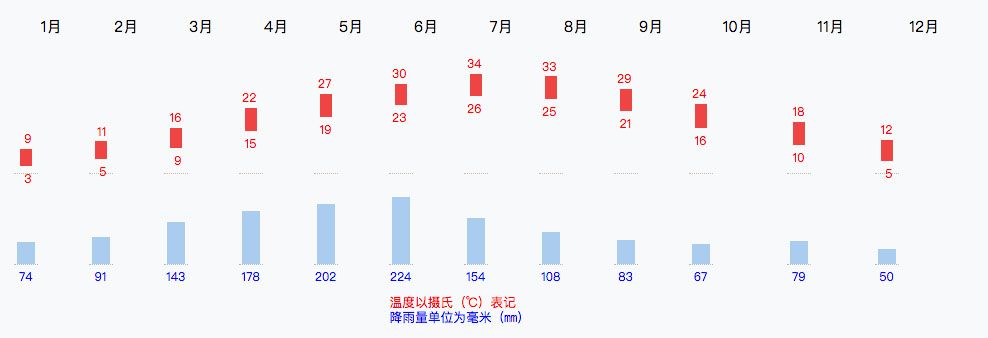 1月 2月 3月 4月 5月 6月 7月 8月 9月 10月 11月 12月
9 11 16 22 27 30 34 33 29 24 18 12
3 5 9 15 19 23 26 25 21 16 10 5
74 91 143 178 202 224 154 108 83 67 79 50
温度以摄氏（℃）表记
降雨量单位为毫米（㎜）